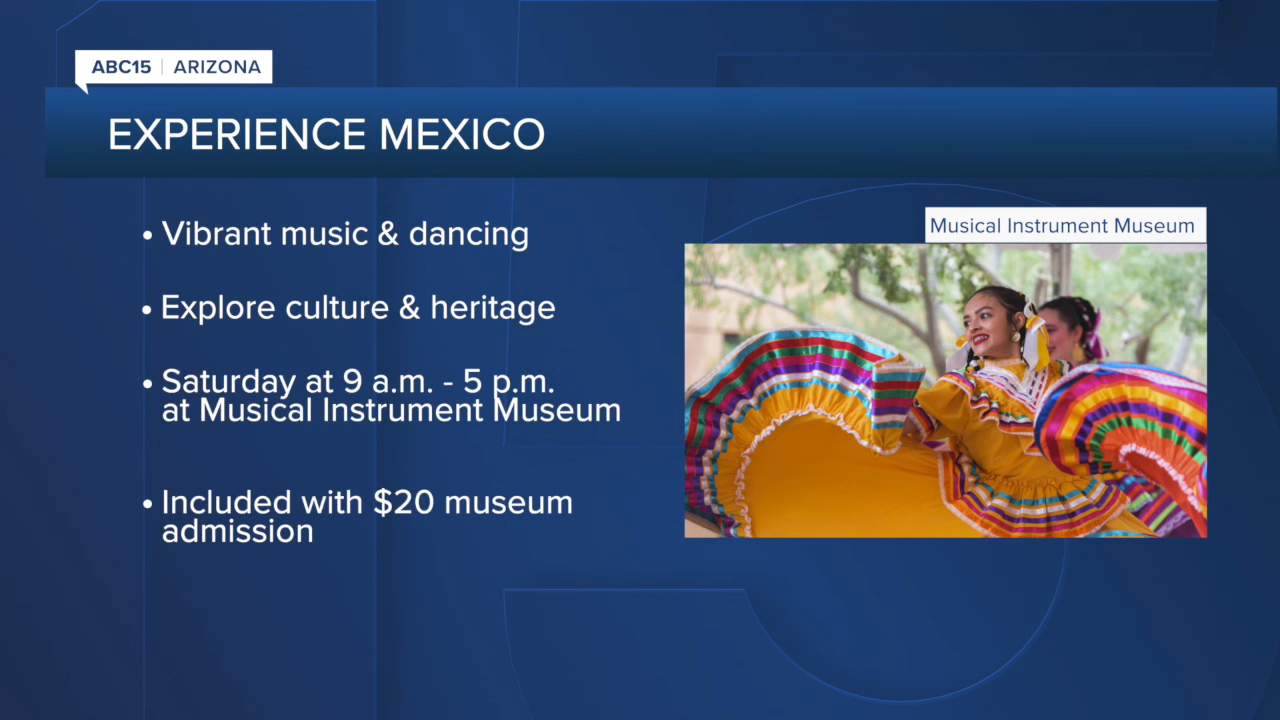 ABC15 | ARIZONA
EXPERIENCE MEXICO
• Vibrant music & dancing
• Explore culture & heritage
• Saturday at 9 a.m. - 5 p.m.
at Musical Instrument Museum
• Included with $20 museum
admission
Musical Instrument Museum